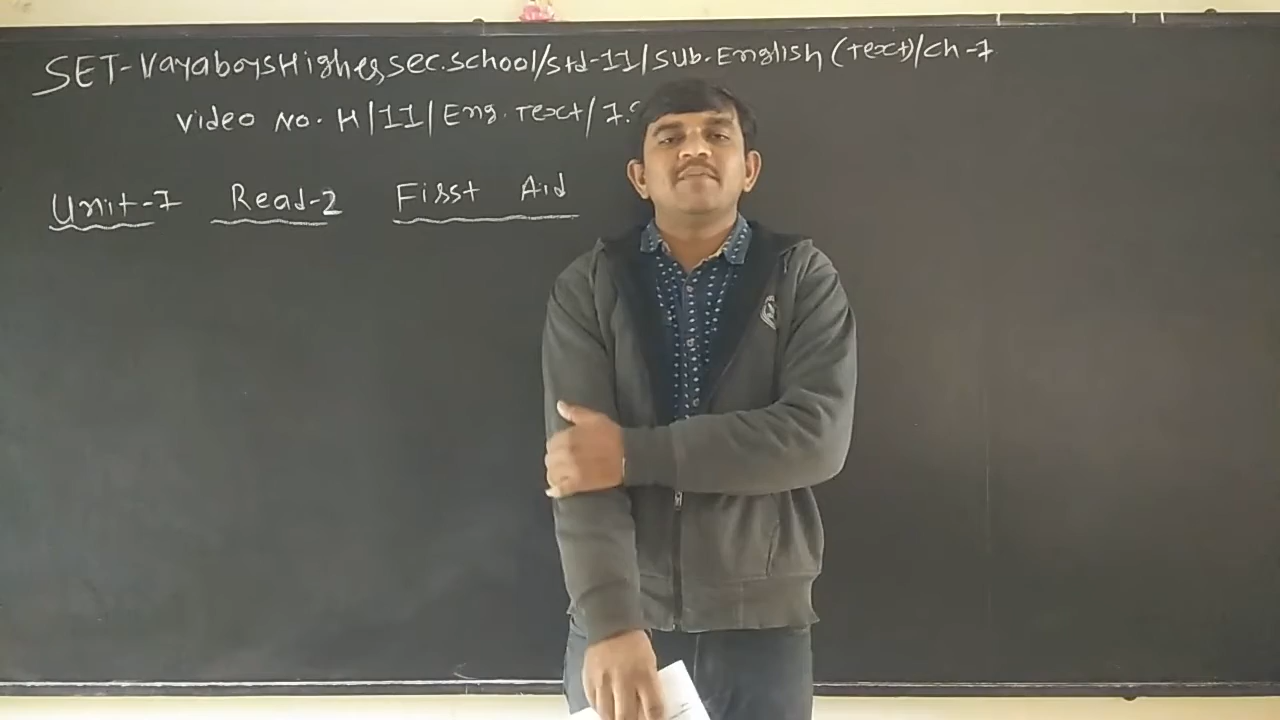 SET-VayaboysHighersec.school/std-11/sub.English (Text)/ch-7
Video No. H/11/Eng.Text/7.
Unit-7 Read-2 First Aid